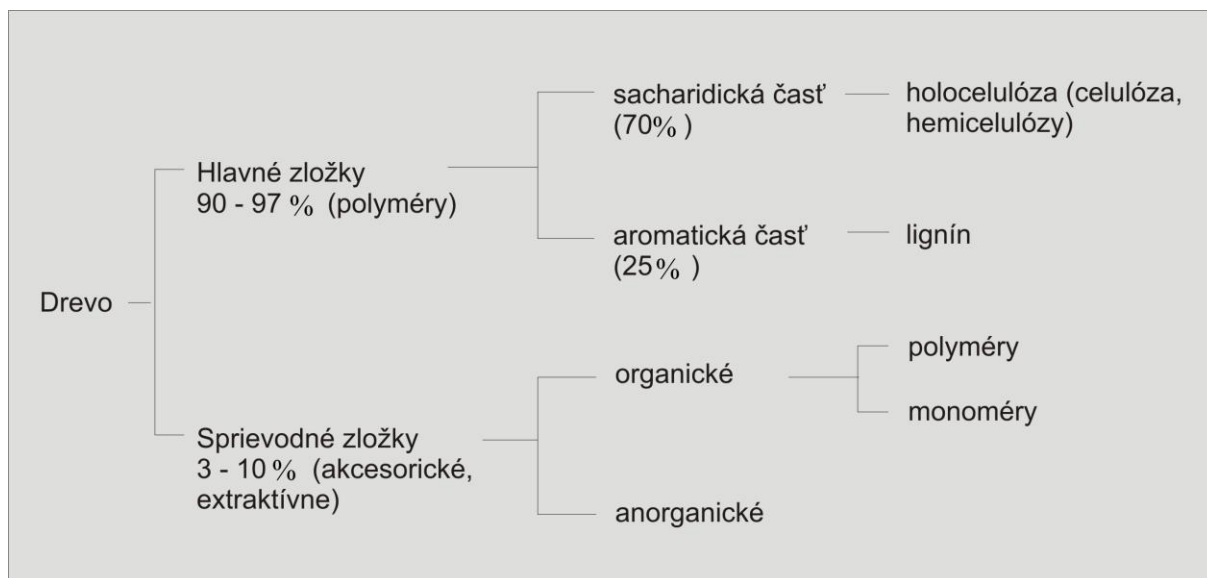 sacharidická časť
(70% )
holocelulóza (celulóza,
hemicelulózy)
Hlavné zložky
90 - 97 % (polyméry)
aromatická časť
(25% )
lignín
Drevo
polyméry
organické
monoméry
Sprievodné zložky
3 - 10 % (akcesorické,
extraktívne)
anorganické